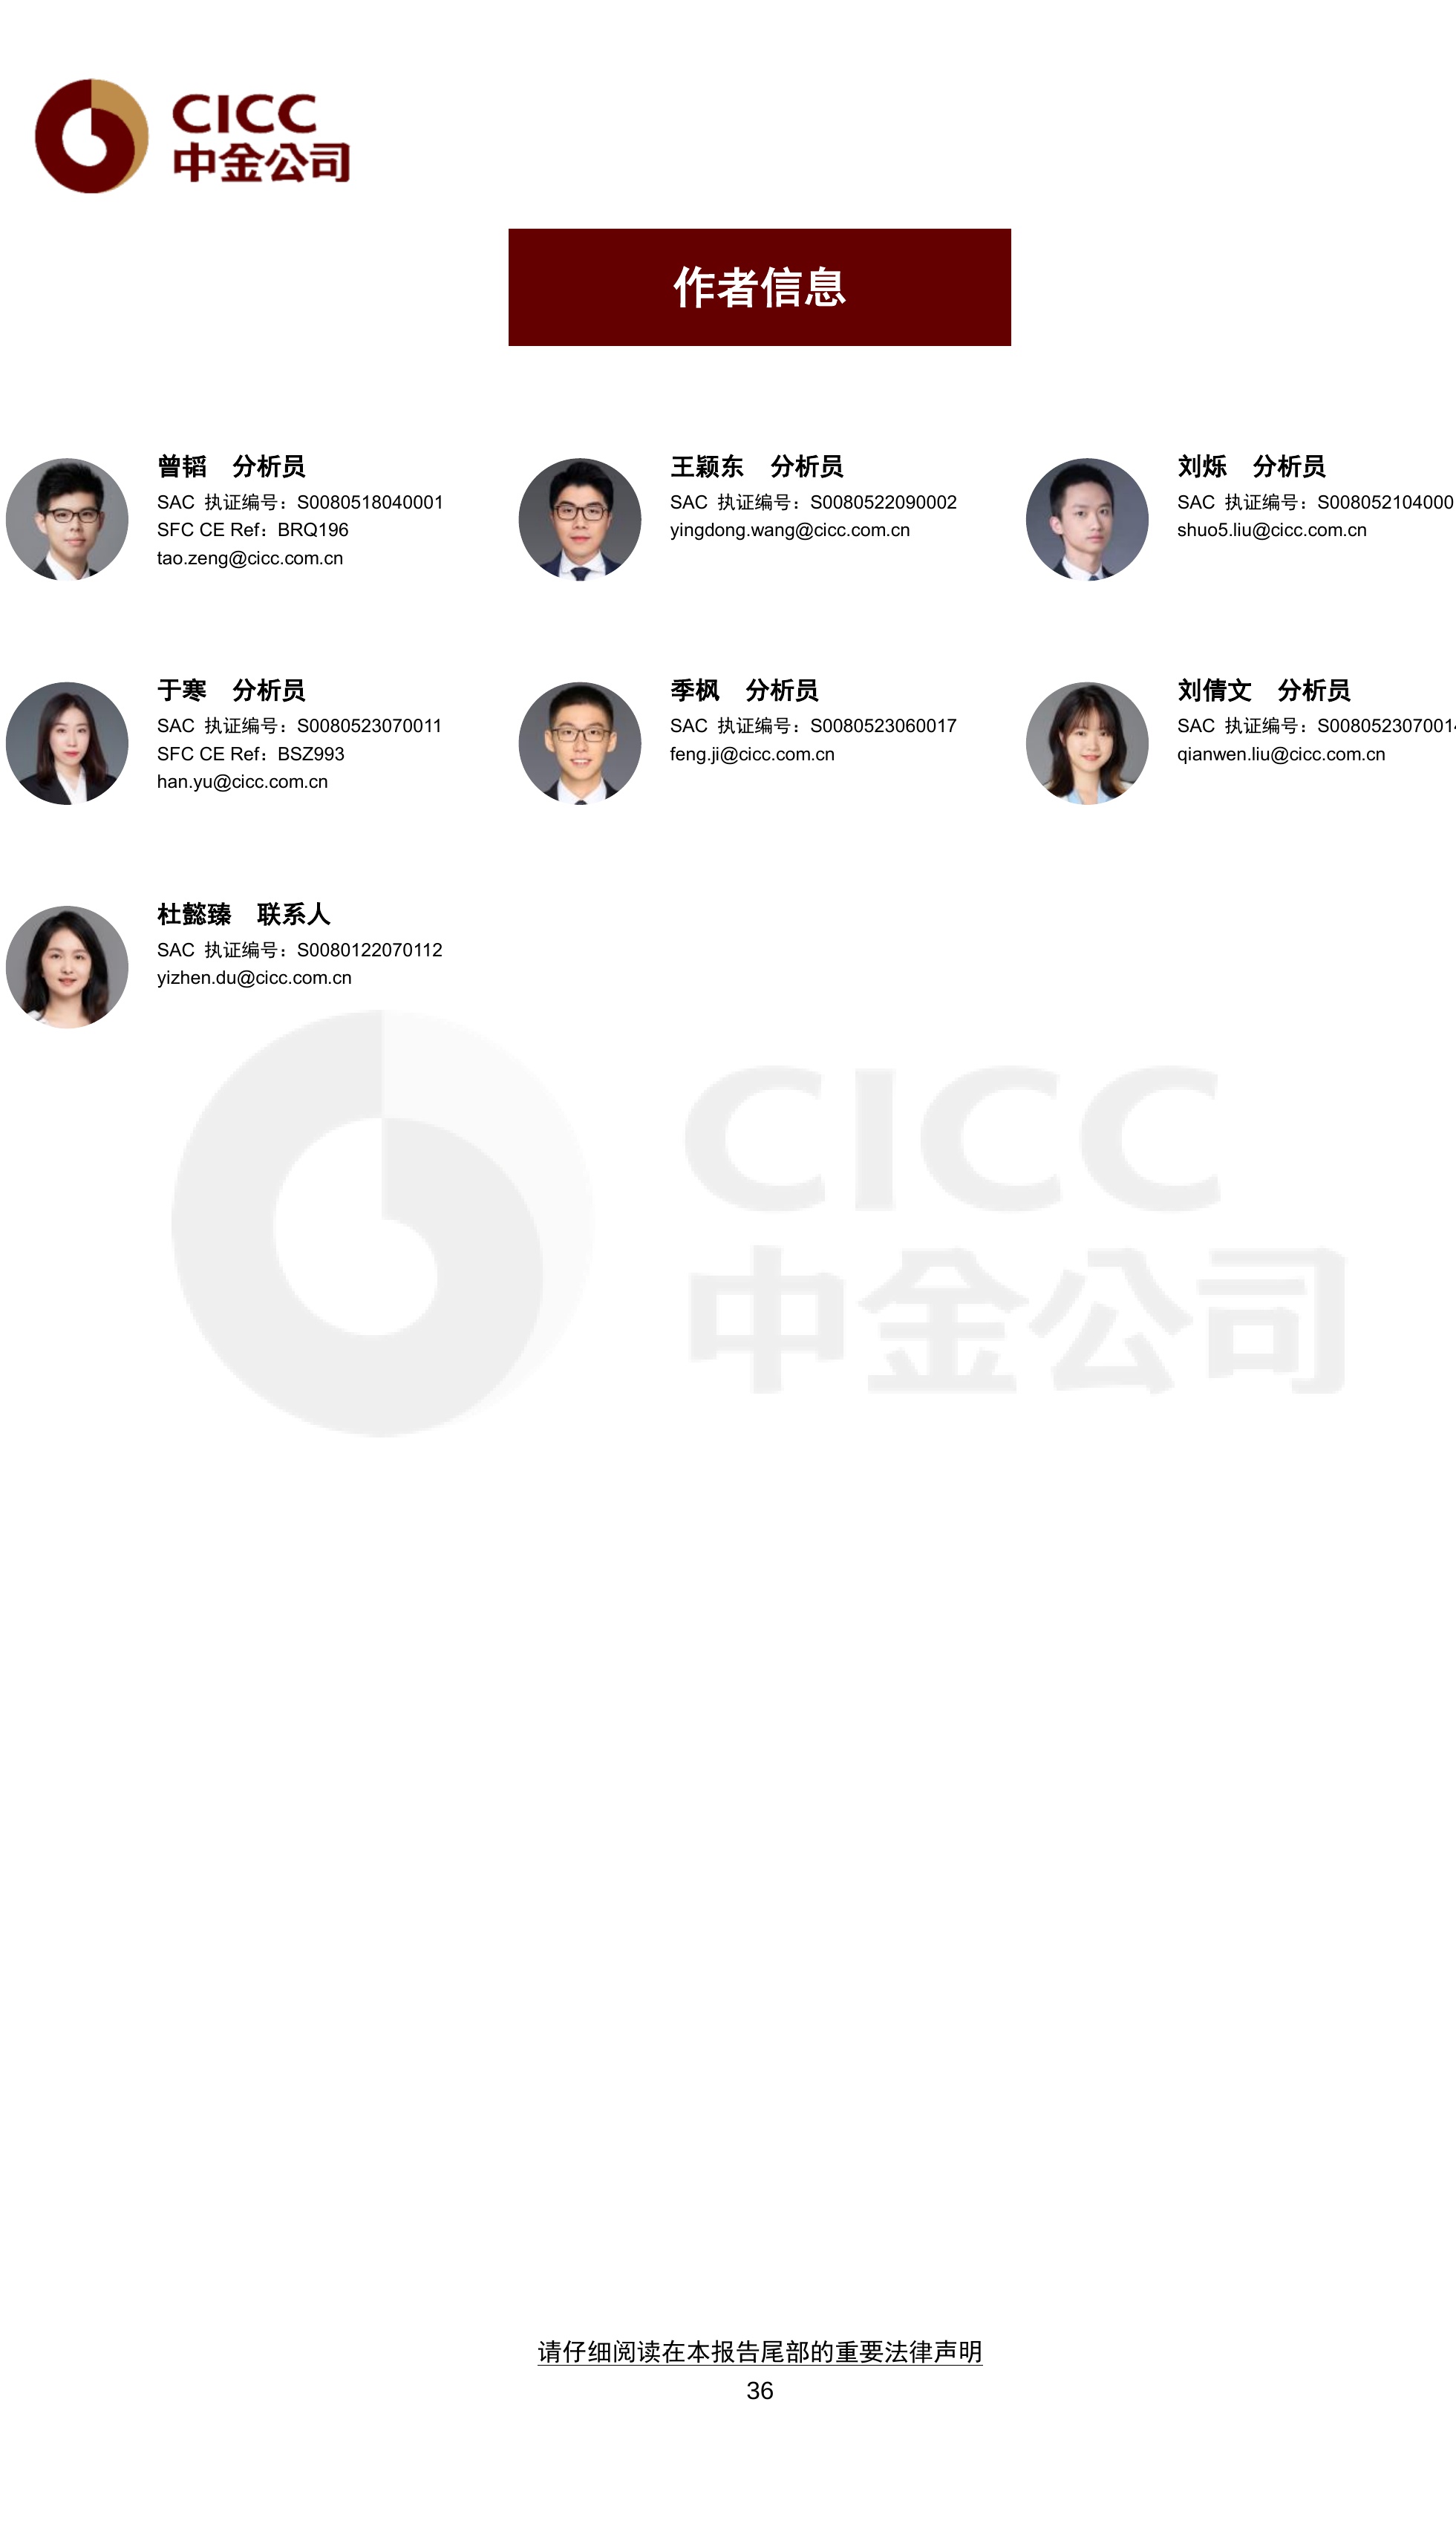 CICC
中金公司
作者信息
曾韬 分析员
SAC 执证编号：S0080518040001
SFC CE Ref：BRQ196
tao.zeng@cicc.com.cn
王颖东 分析员
SAC 执证编号：S0080522090002
yingdong.wang@cicc.com.cn
刘烁 分析员
SAC 执证编号：S008052104000
shuo5.liu@cicc.com.cn
于寒 分析员
SAC 执证编号：S0080523070011
SFC CE Ref：BSZ993
han.yu@cicc.com.cn
季枫 分析员
SAC 执证编号：S0080523060017
feng.ji@cicc.com.cn
刘倩文 分析员
SAC 执证编号：S0080523070014
qianwen.liu@cicc.com.cn
杜懿臻 联系人
SAC 执证编号：S0080122070112
yizhen.du@cicc.com.cn
CICC
中金公司
请仔细阅读在本报告尾部的重要法律声明
36